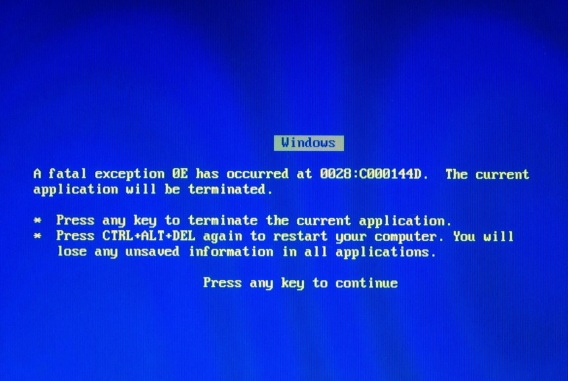 Windows
A fatal exception 0E has occurred at 0028:C000144D. The current
application will be terminated.
* Press any key to terminate the current application.
* Press CTRL+ALT+DEL again to restart your computer. You will
lose any unsaved information in all applications.
Press any key to continue